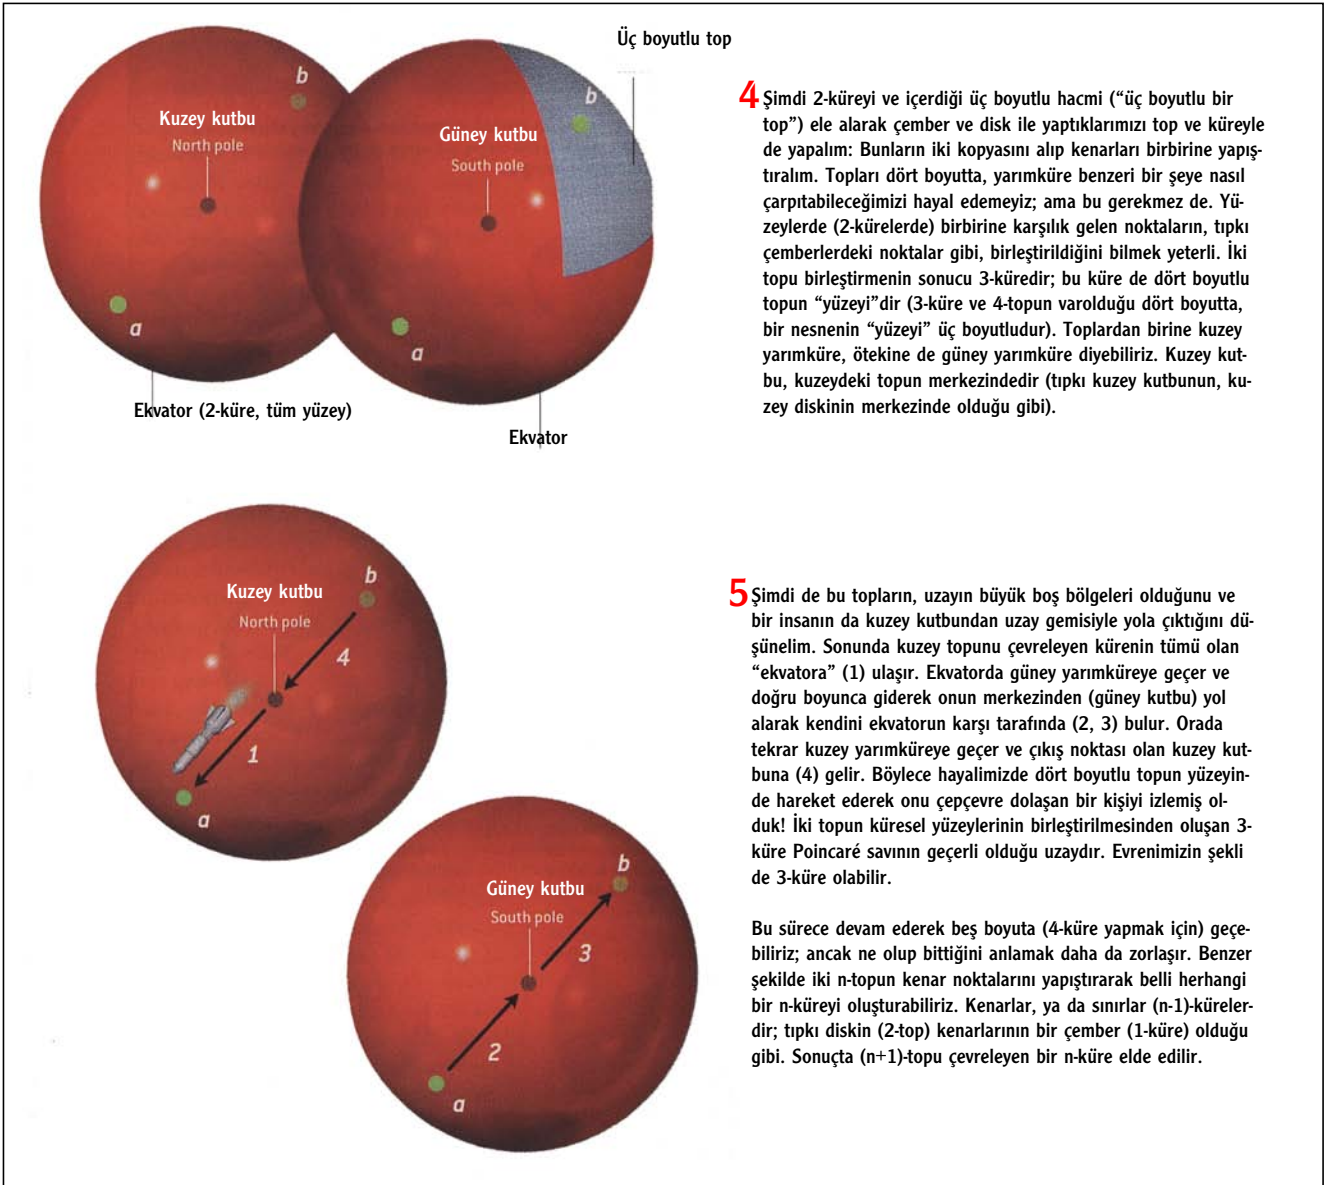 Üç boyutlu top
b
b
Kuzey kutbu
North pole
Güney kutbu
South pole
a
a
Ekvator (2-küre, tüm yüzey)
Ekvator
4 Şimdi 2-küreyi ve içerdiği üç boyutlu hacmi (“üç boyutlu bir
top”) ele alarak çember ve disk ile yaptıklarımızı top ve küreyle
de yapalım: Bunların iki kopyasını alıp kenarları birbirine yapış-
tıralım. Topları dört boyutta, yarımküre benzeri bir şeye nasıl
çarpıtabileceğimizi hayal edemeyiz; ama bu gerekmez de. Yü-
zeylerde (2-kürelerde) birbirine karşılık gelen noktaların, tıpkı
çemberlerdeki noktalar gibi, birleştirildiğini bilmek yeterli. İki
topu birleştirmenin sonucu 3-küredir; bu küre de dört boyutlu
topun “yüzeyi”dir (3-küre ve 4-topun varolduğu dört boyutta,
bir nesnenin “yüzeyi” üç boyutludur). Toplardan birine kuzey
yarımküre, ötekine de güney yarımküre diyebiliriz. Kuzey kut-
bu, kuzeydeki topun merkezindedir (tıpkı kuzey kutbunun, ku-
zey diskinin merkezinde olduğu gibi).
b
Kuzey kutbu
North pole
4
1
a
b
Güney kutbu
South pole
3
2
a
5 Şimdi de bu topların, uzayın büyük boş bölgeleri olduğunu ve
bir insanın da kuzey kutbundan uzay gemisiyle yola çıktığını dü-
şünelim. Sonunda kuzey topunu çevreleyen kürenin tümü olan
“ekvatora” (1) ulaşır. Ekvatorda güney yarımküreye geçer ve
doğru boyunca giderek onun merkezinden (güney kutbu) yol
alarak kendini ekvatorun karşı tarafında (2, 3) bulur. Orada
tekrar kuzey yarımküreye geçer ve çıkış noktası olan kuzey kut-
buna (4) gelir. Böylece hayalimizde dört boyutlu topun yüzeyin-
de hareket ederek onu çepçevre dolaşan bir kişiyi izlemiş ol-
duk! İki topun küresel yüzeylerinin birleştirilmesinden oluşan 3-
küre Poincaré savının geçerli olduğu uzaydır. Evrenimizin şekli
de 3-küre olabilir.
Bu sürece devam ederek beş boyuta (4-küre yapmak için) geçe-
biliriz; ancak ne olup bittiğini anlamak daha da zorlaşır. Benzer
şekilde iki n-topun kenar noktalarını yapıştırarak belli herhangi
bir n-küreyi oluşturabiliriz. Kenarlar, ya da sınırlar (n-1)-küreler-
dir; tıpkı diskin (2-top) kenarlarının bir çember (1-küre) olduğu
gibi. Sonuçta (n+1)-topu çevreleyen bir n-küre elde edilir.